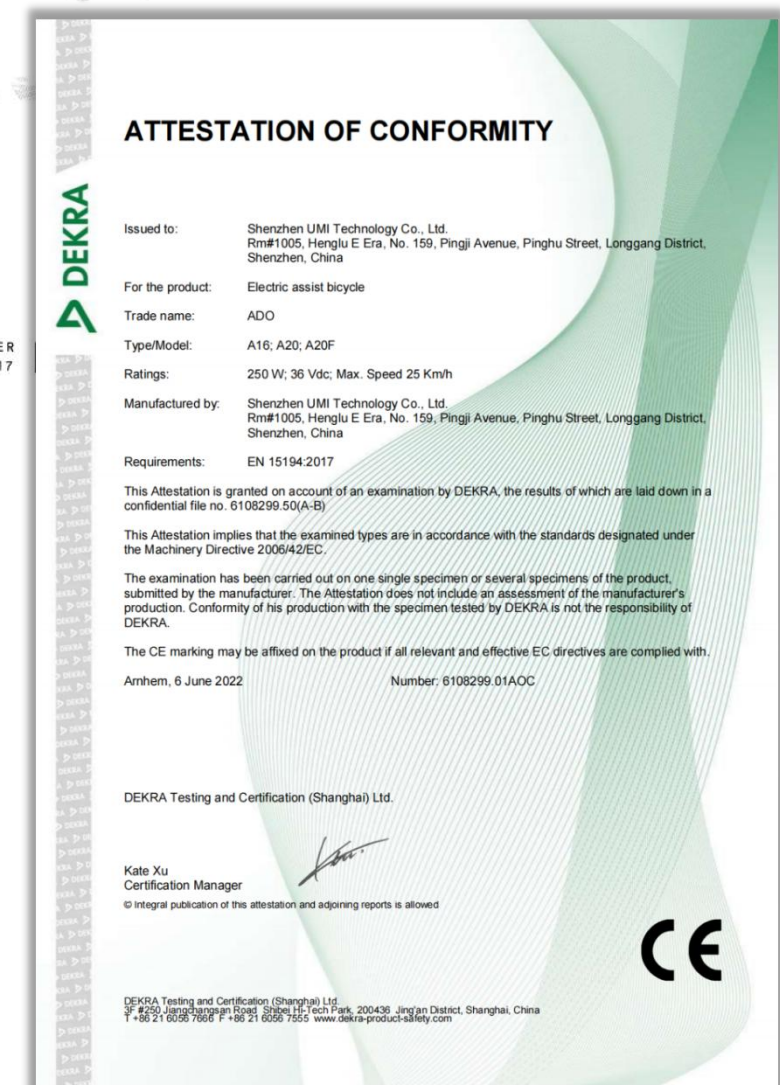 ATTESTATION OF CONFORMITY
DEKRA
Issued to: Shenzhen UMI Technology Co., Ltd.
Rm#1005, Henglu E Era, No. 159, Pingji Avenue, Pinghu Street, Longgang District,
Shenzhen, China
For the product: Electric assist bicycle
Trade name: ADO
Type/Model: A16; A20; A20F
Ratings: 250 W; 36 Vdc; Max. Speed 25 Km/h
Manufactured by: Shenzhen UMI Technology Co., Ltd.
Rm#1005, Henglu E Era, No. 159, Pingji Avenue, Pinghu Street, Longgang District,
Shenzhen, China
Requirements: EN 15194:2017
This Attestation is granted on account of an examination by DEKRA, the results of which are laid down in a
confidential file no. 6108299.50(A-B)
This Attestation implies that the examined types are in accordance with the standards designated under
the Machinery Directive 2006/42/EC.
The examination has been carried out on one single specimen or several specimens of the product,
submitted by the manufacturer. The Attestation does not include an assessment of the manufacturer's
production. Conformity of his production with the specimen tested by DEKRA is not the responsibility of
DEKRA.
The CE marking may be affixed on the product if all relevant and effective EC directives are complied with.
Arnhem, 6 June 2022 Number: 6108299.01AOC
DEKRA Testing and Certification (Shanghai) Ltd.
Kate Xu
Certification Manager
© Integral publication of this attestation and adjoining reports is allowed
CE
DEKRA Testing and Certification (Shanghai) Ltd.
3F #250 Jiangchangsan Road Shibei Hi-Tech Park, 200436 Jing'an District, Shanghai, China
T +86 21 6056 7666 F +86 21 6056 7555 www.dekra-product-safety.com